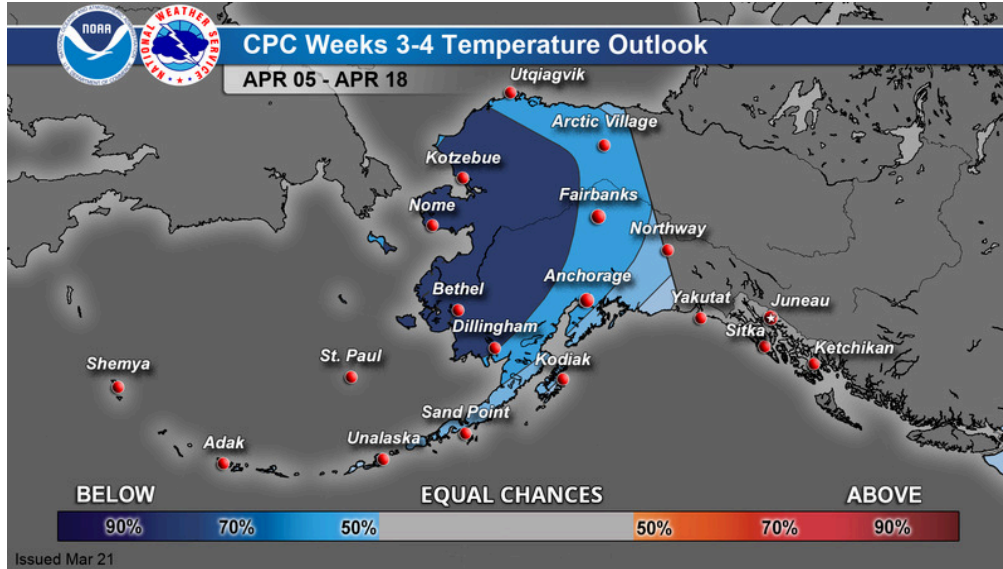 NOAA
NATIONAL WEATHER SERVICE
CPC Weeks 3-4 Temperature Outlook
APR 05 - APR 18
Utqiagvik
Arctic Village
Kotzebue
Fairbanks
Nome
Northway
Anchorage
Bethel
Yakutat
Juneau
Dillingham
Sitka
St. Paul
Kodiak
Ketchikan
Shemya
Sand Point
Adak
Unalaska
BELOW
EQUAL CHANCES
ABOVE
90% 70% 50% 50% 70% 90%
Issued Mar 21